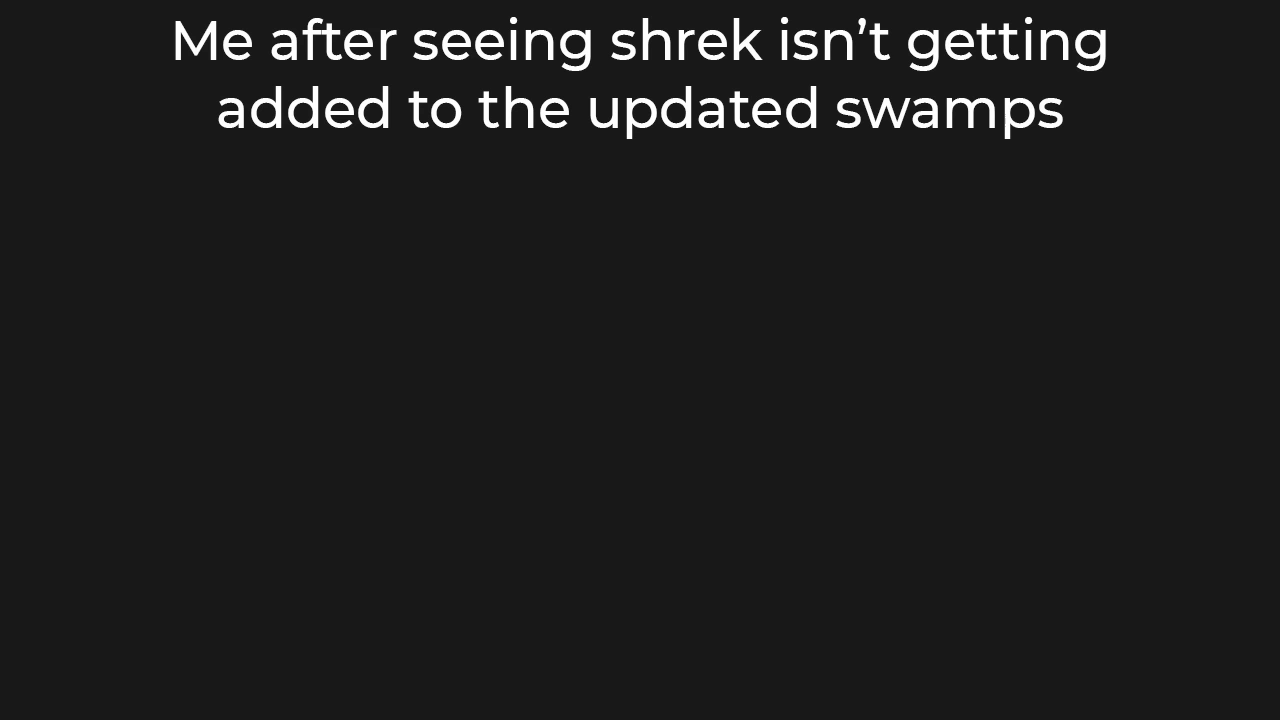 Me after seeing shrek isn’t getting
added to the updated swamps